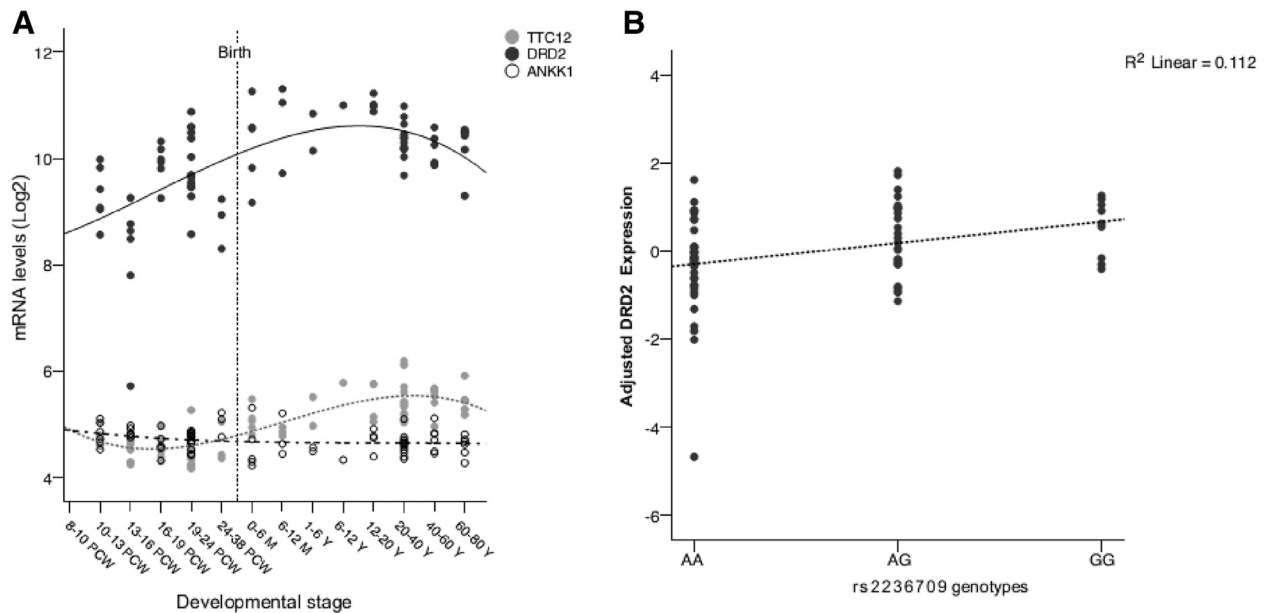 A
12
10
8
6
4
mRNA levels (Log2)
Birth
TTC12
DRD2
ANKK1
8-10 PCW
10-13 PCW
13-16 PCW
16-19 PCW
19-24 PCW
24-38 PCW
0-6 M
6-12 M
1-6 Y
6-12 Y
12-20 Y
20-40 Y
40-60 Y
60-80 Y
Developmental stage
B
R² Linear = 0.112
4
2
0
-2
-4
-6
Adjusted DRD2 Expression
AA
AG
GG
rs2236709 genotypes